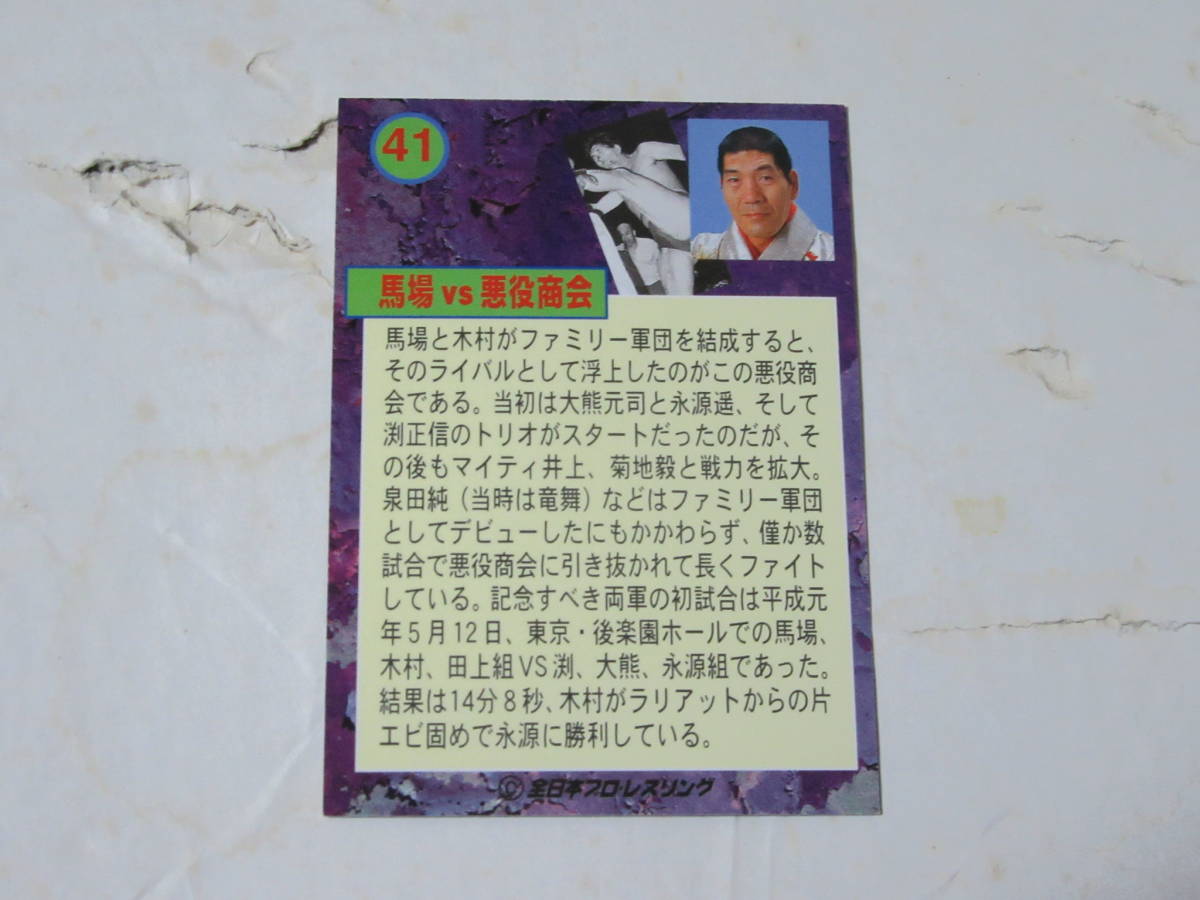 41
馬場 vs 悪役商会
馬場と木村がファミリー軍団を結成すると、
そのライバルとして浮上したのがこの悪役商
会である。当初は大熊元司と永源遥、そして
渕正信のトリオがスタートだったのだが、そ
の後もマイティ井上、菊地毅と戦力を拡大。
泉田純（当時は竜舞）などはファミリー軍団
としてデビューしたにもかかわらず、僅か数
試合で悪役商会に引き抜かれて長くファイト
している。記念すべき両軍の初試合は平成元
年５月12日、東京・後楽園ホールでの馬場、
木村、田上組VS渕、大熊、永源組であった。
結果は14分８秒、木村がラリアットからの片
エビ固めで永源に勝利している。
©全日本プロ・レスリング